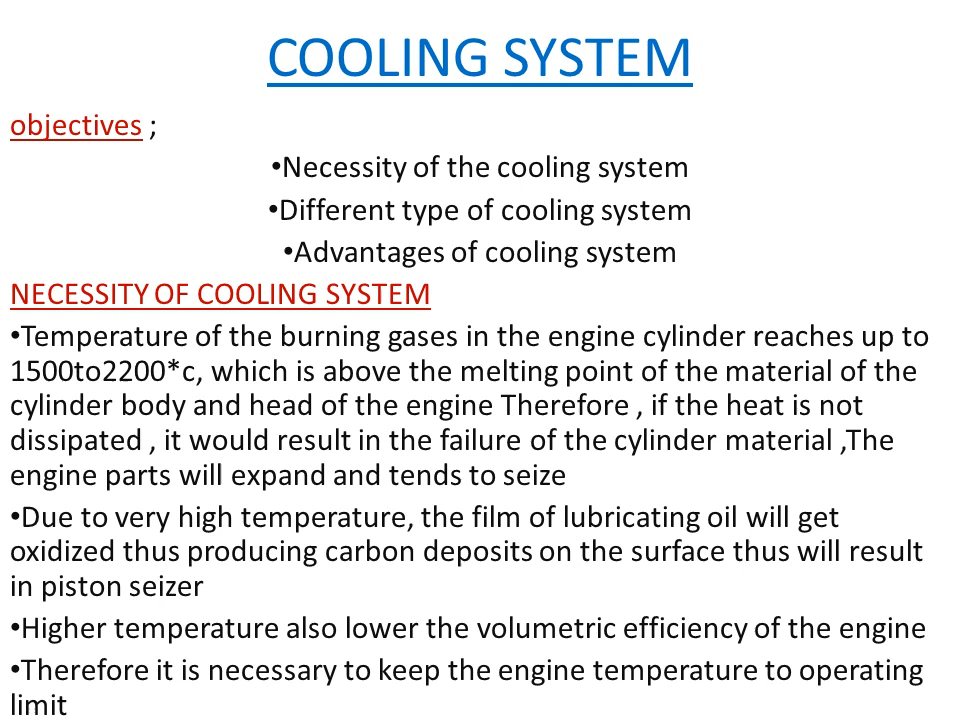 COOLING SYSTEM
objectives ;
•Necessity of the cooling system
•Different type of cooling system
•Advantages of cooling system
NECESSITY OF COOLING SYSTEM
•Temperature of the burning gases in the engine cylinder reaches up to
1500to2200*c, which is above the melting point of the material of the
cylinder body and head of the engine Therefore , if the heat is not
dissipated , it would result in the failure of the cylinder material ,The
engine parts will expand and tends to seize
•Due to very high temperature, the film of lubricating oil will get
oxidized thus producing carbon deposits on the surface thus will result
in piston seizer
•Higher temperature also lower the volumetric efficiency of the engine
•Therefore it is necessary to keep the engine temperature to operating
limit